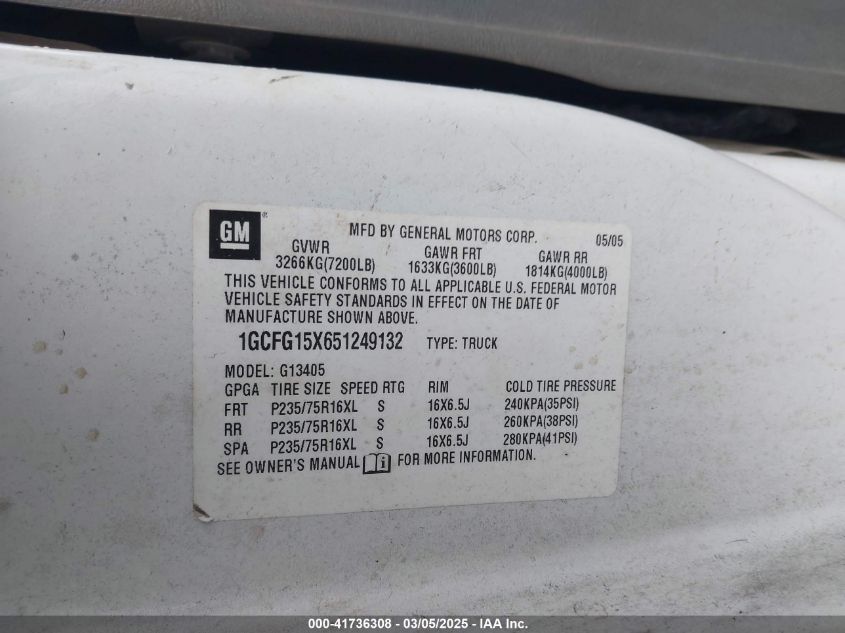 GM ®
MFD BY GENERAL MOTORS CORP. 05/05
GVWR GAWR FRT GAWR RR
3266KG(7200LB) 1633KG(3600LB) 1814KG(4000LB)
THIS VEHICLE CONFORMS TO ALL APPLICABLE U.S. FEDERAL MOTOR
VEHICLE SAFETY STANDARDS IN EFFECT ON THE DATE OF
MANUFACTURE SHOWN ABOVE.
1GCFG15X651249132 TYPE: TRUCK
MODEL: G13405
GPGA TIRE SIZE SPEED RTG RIM COLD TIRE PRESSURE
FRT P235/75R16XL S 16X6.5J 240KPA(35PSI)
RR P235/75R16XL S 16X6.5J 260KPA(38PSI)
SPA P235/75R16XL S 16X6.5J 280KPA(41PSI)
SEE OWNER'S MANUAL FOR MORE INFORMATION.
000-41736308 - 03/05/2025 - IAA Inc.